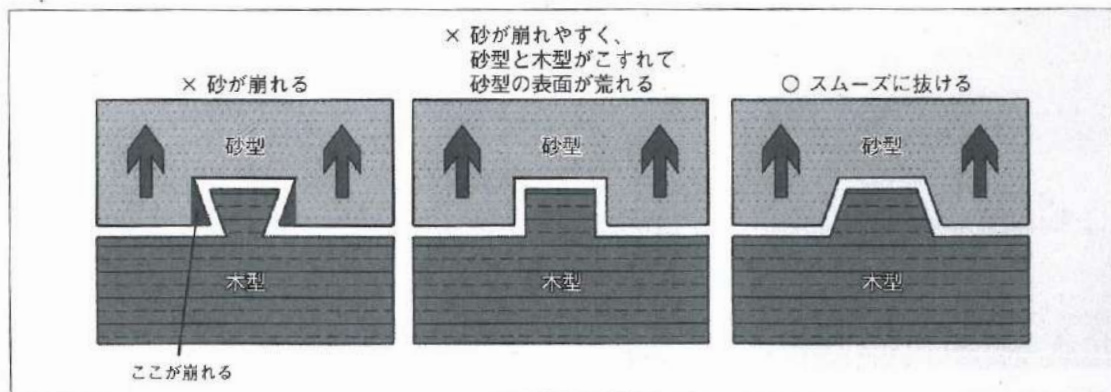 × 砂が崩れる
× 砂が崩れやすく、
砂型と木型がこすれて
砂型の表面が荒れる
○ スムーズに抜ける
砂型
砂型
砂型
木型
木型
木型
ここが崩れる